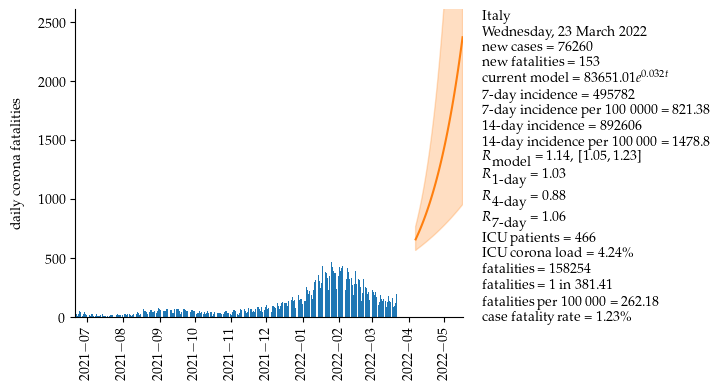 2500
2000
1500
1000
500
0
daily corona fatalities
2021−07
2021−08
2021−09
2021−10
2021−11
2021−12
2022−01
2022−02
2022−03
2022−04
2022−05
Italy
Wednesday, 23 March 2022
new cases = 76260
new fatalities = 153
current model = 83651.01e^0.032t
7-day incidence = 495782
7-day incidence per 100 0000 = 821.38
14-day incidence = 892606
14-day incidence per 100 000 = 1478.8
R_model = 1.14, [1.05, 1.23]
R_1-day = 1.03
R_4-day = 0.88
R_7-day = 1.06
ICU patients = 466
ICU corona load = 4.24%
fatalities = 158254
fatalities = 1 in 381.41
fatalities per 100 000 = 262.18
case fatality rate = 1.23%